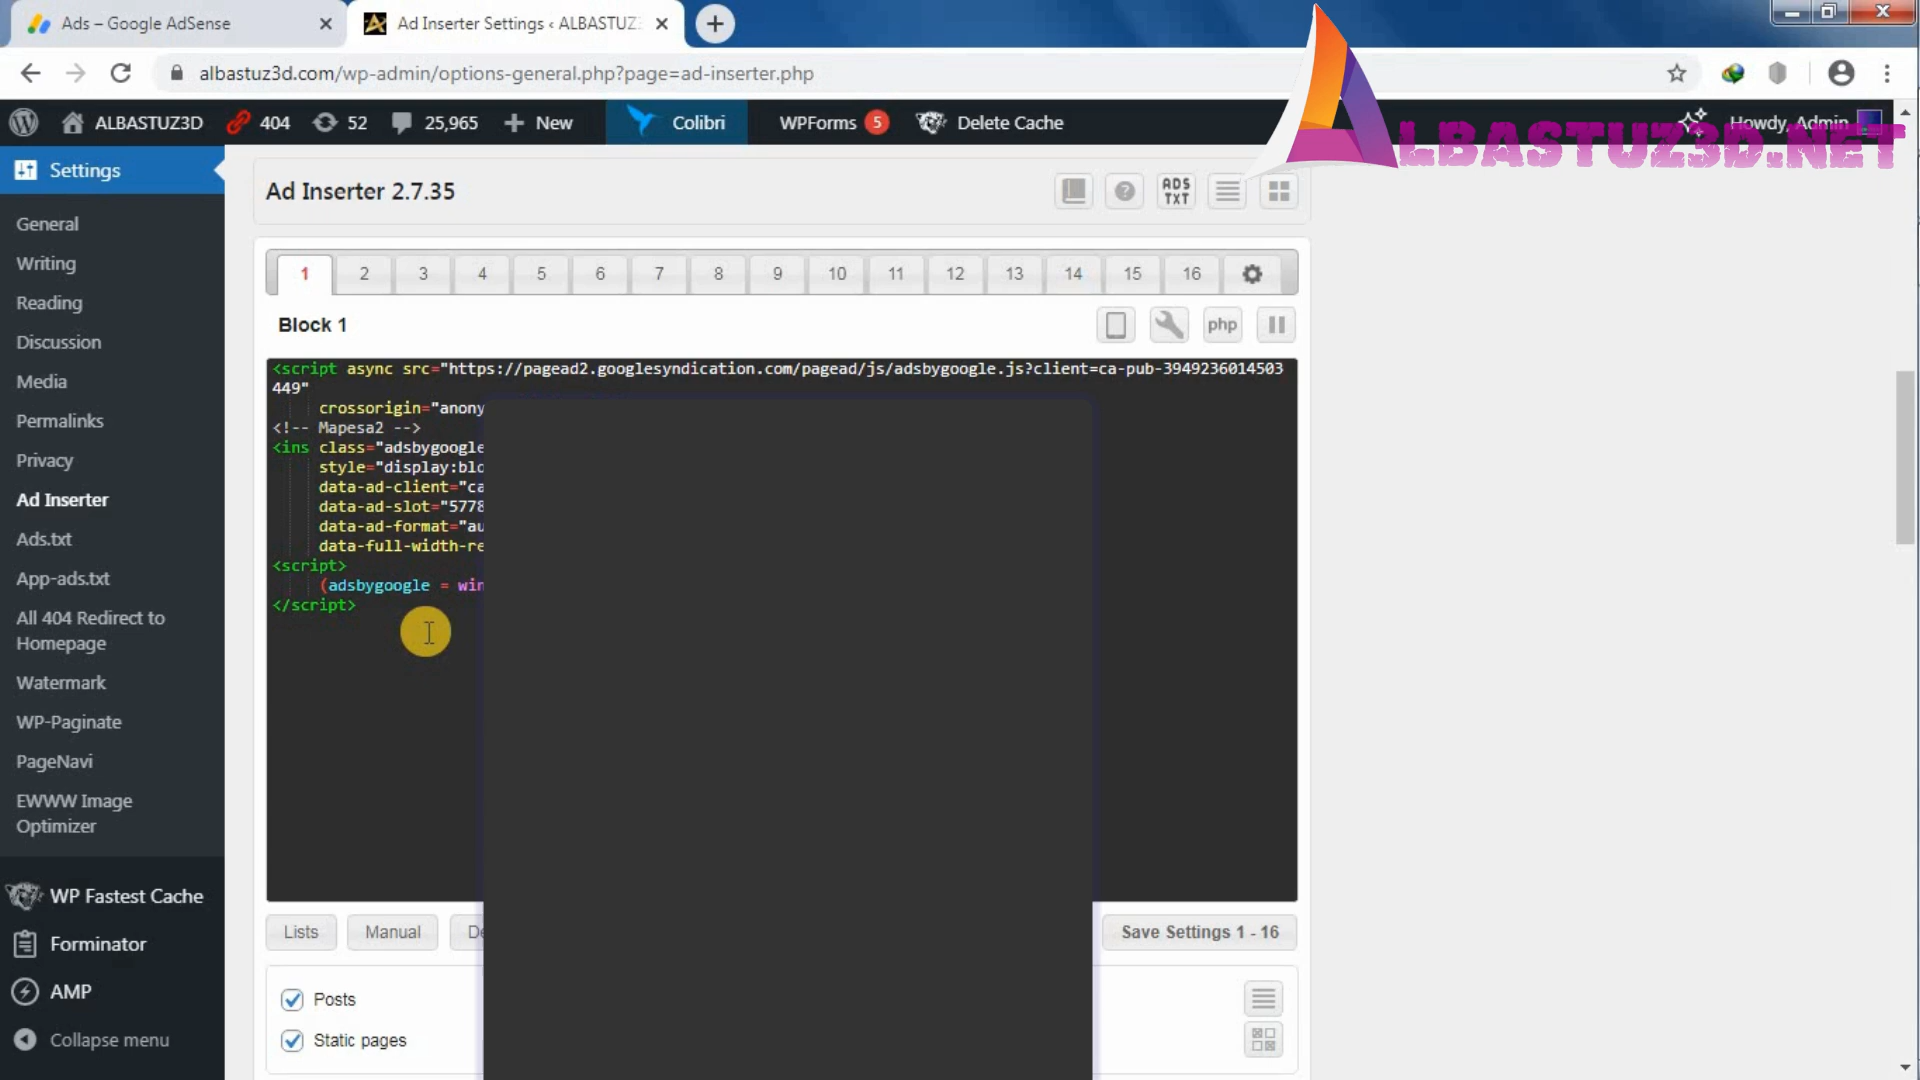 Ads – Google AdSense
Ad Inserter Settings ‹ ALBASTUZ
albastuz3d.com/wp-admin/options-general.php?page=ad-inserter.php
ALBASTUZ3D 404 52 25,965 New Colibri WPForms 5 Delete Cache Howdy, Admin
ALBASTUZ3D.NET
Settings
General
Writing
Reading
Discussion
Media
Permalinks
Privacy
Ad Inserter
Ads.txt
App-ads.txt
All 404 Redirect to
Homepage
Watermark
WP-Paginate
PageNavi
EWWW Image
Optimizer
WP Fastest Cache
Forminator
AMP
Collapse menu
Ad Inserter 2.7.35
ADS
TXT
1 2 3 4 5 6 7 8 9 10 11 12 13 14 15 16
Block 1
php
<script async src="https://pagead2.googlesyndication.com/pagead/js/adsbygoogle.js?client=ca-pub-3949236014503
449"
crossorigin="anony
<!-- Mapesa2 -->
<ins class="adsbygoogle
style="display:blo
data-ad-client="ca
data-ad-slot="5778
data-ad-format="au
data-full-width-re
<script>
(adsbygoogle = win
</script>
Lists Manual De Save Settings 1 - 16
Posts
Static pages